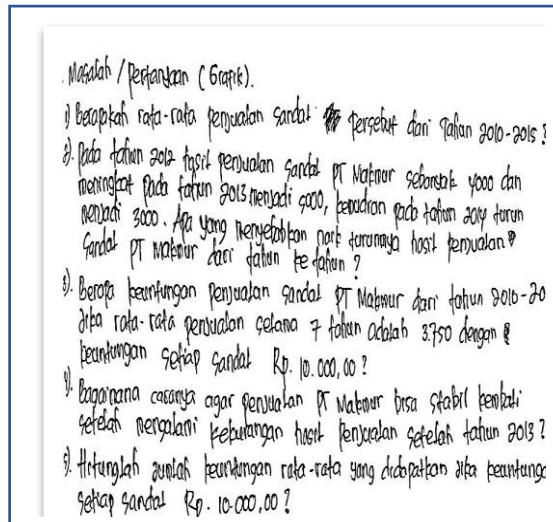 Masalah / Pertanyaan (Grafik).
1) Berapakah rata-rata penjualan sandal tersebut dari Tahun 2010-2015?
2). Pada tahun 2012 hasil penjualan sandal PT Makmur sebanyak 4000 dan
meningkat pada tahun 2013 menjadi 5000, kemudian pada tahun 2014 turun
menjadi 3000. Apa yang menyebabkan naik turunnya hasil penjualan
sandal PT Makmur dari tahun ke tahun?
3). Berapa keuntungan penjualan sandal PT Makmur dari tahun 2010-20
jika rata-rata penjualan selama 7 tahun adalah 3.750 dengan
keuntungan setiap sandal Rp. 10.000,00?
4). Bagaimana caranya agar penjualan PT Makmur bisa stabil kembali
setelah mengalami kekurangan hasil penjualan setelah tahun 2013?
5). Hitunglah jumlah keuntungan rata-rata yang didapatkan jika keuntunga
setiap sandal Rp. 10.000,00?